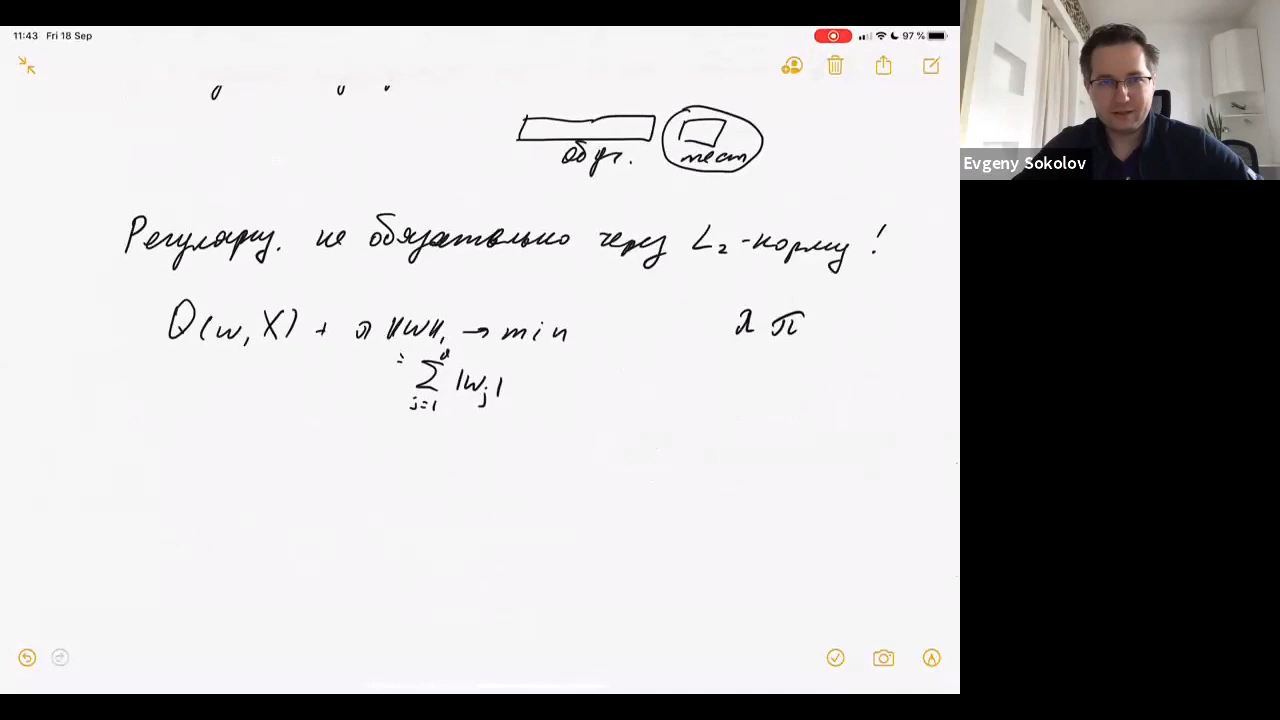 11:43 Fri 18 Sep 97 %
обуч. тест
Регуляриз. не обязательно через L₂-норму !
Q(w, X) + λ ‖w‖₁ → min λ π
= ∑_{j=1}^{d} |w_j|
Evgeny Sokolov